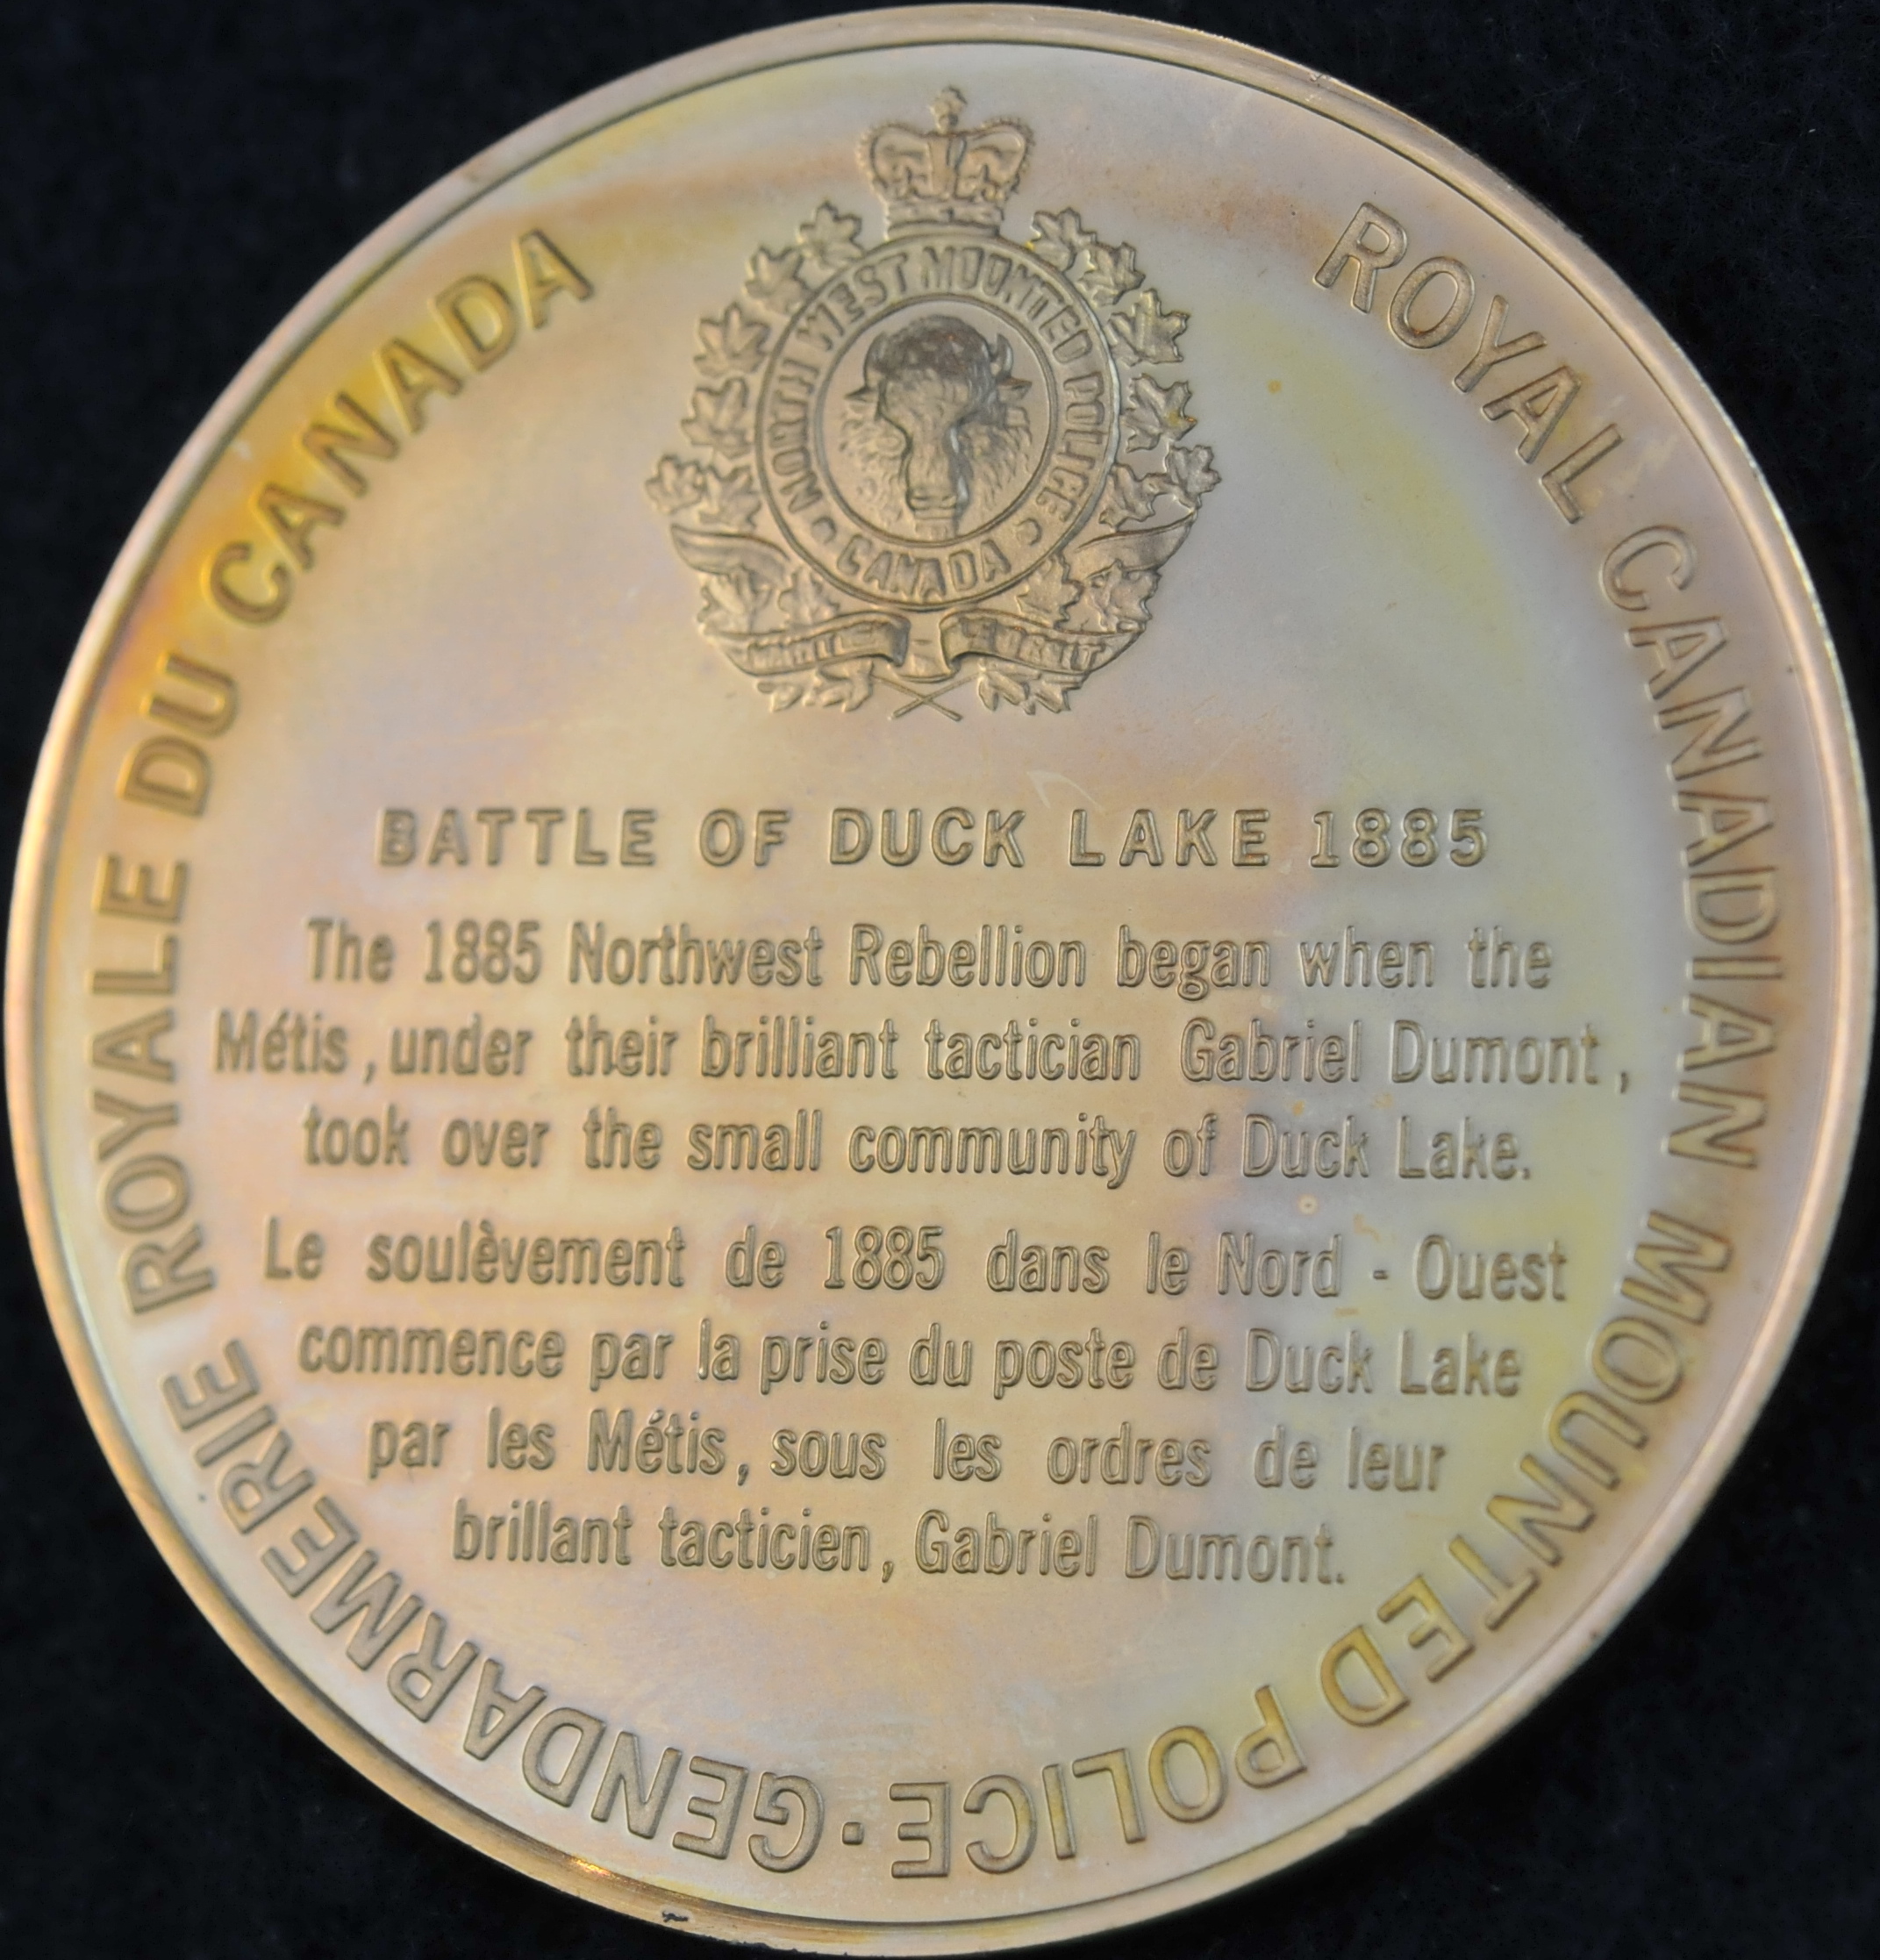 ROYAL CANADIAN MOUNTED POLICE · GENDARMERIE ROYALE DU CANADA
NORTH WEST MOUNTED POLICE
• CANADA •
BATTLE OF DUCK LAKE 1885
The 1885 Northwest Rebellion began when the
Métis, under their brilliant tactician Gabriel Dumont,
took over the small community of Duck Lake.
Le soulèvement de 1885 dans le Nord - Ouest
commence par la prise du poste de Duck Lake
par les Métis, sous les ordres de leur
brillant tacticien, Gabriel Dumont.